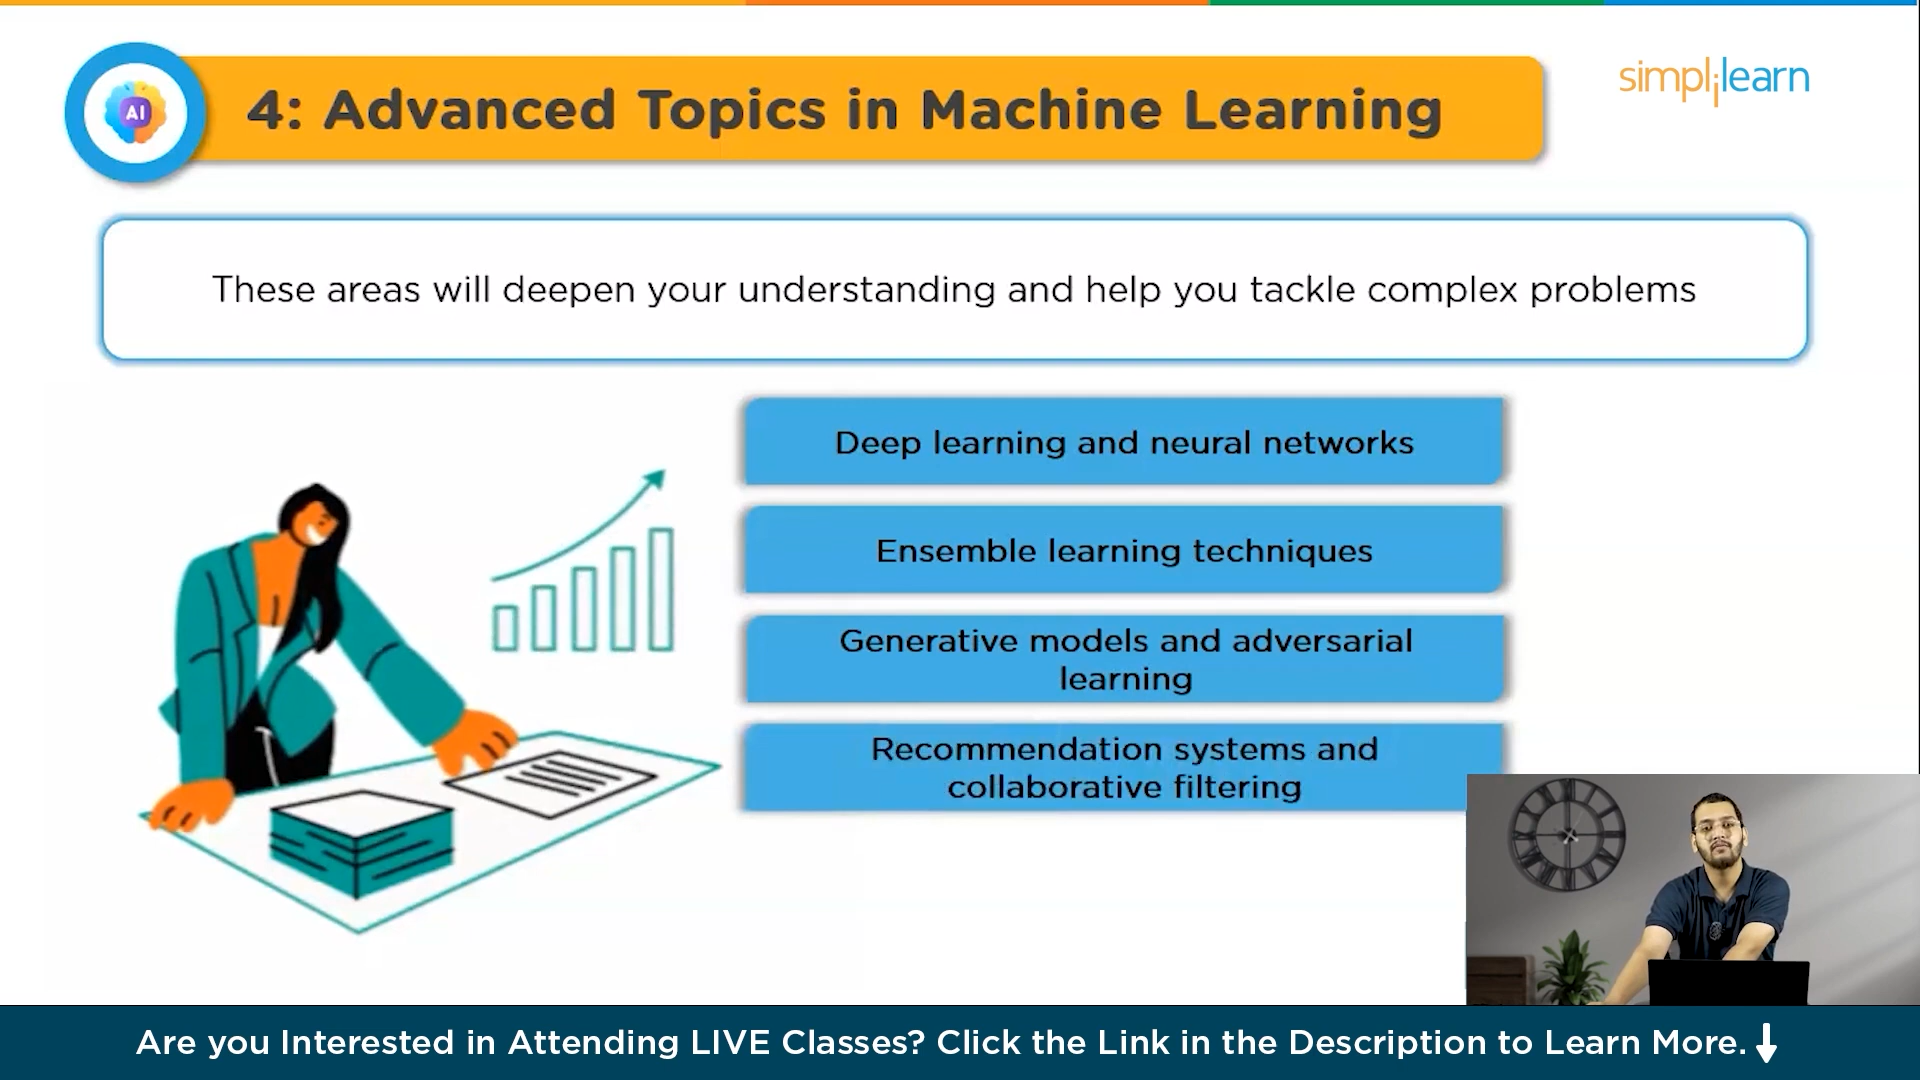 AI
4: Advanced Topics in Machine Learning
simplilearn
These areas will deepen your understanding and help you tackle complex problems
Deep learning and neural networks
Ensemble learning techniques
Generative models and adversarial
learning
Recommendation systems and
collaborative filtering
Are you Interested in Attending LIVE Classes? Click the Link in the Description to Learn More.